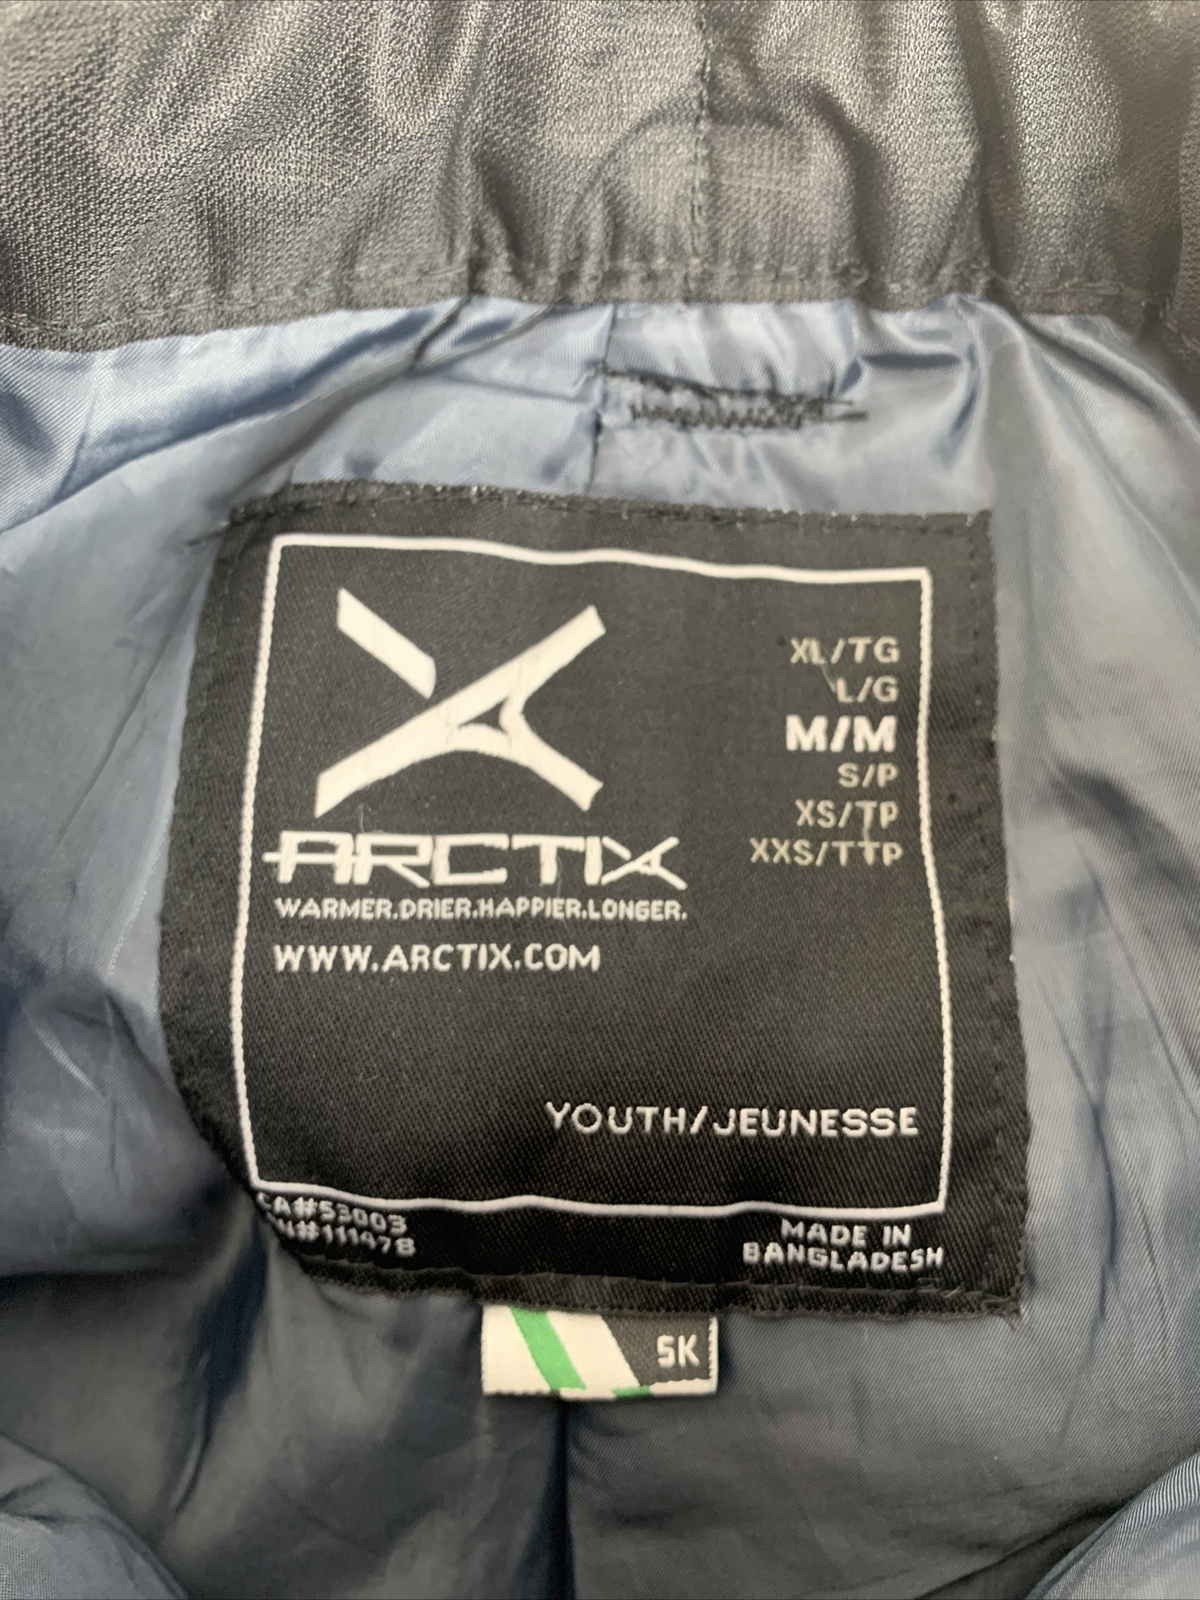 ARCTIX
WARMER.DRIER.HAPPIER.LONGER.
WWW.ARCTIX.COM
XL/TG
L/G
M/M
S/P
XS/TP
XXS/TTP
YOUTH/JEUNESSE
CA#53003
#111478
MADE IN
BANGLADESH
5K